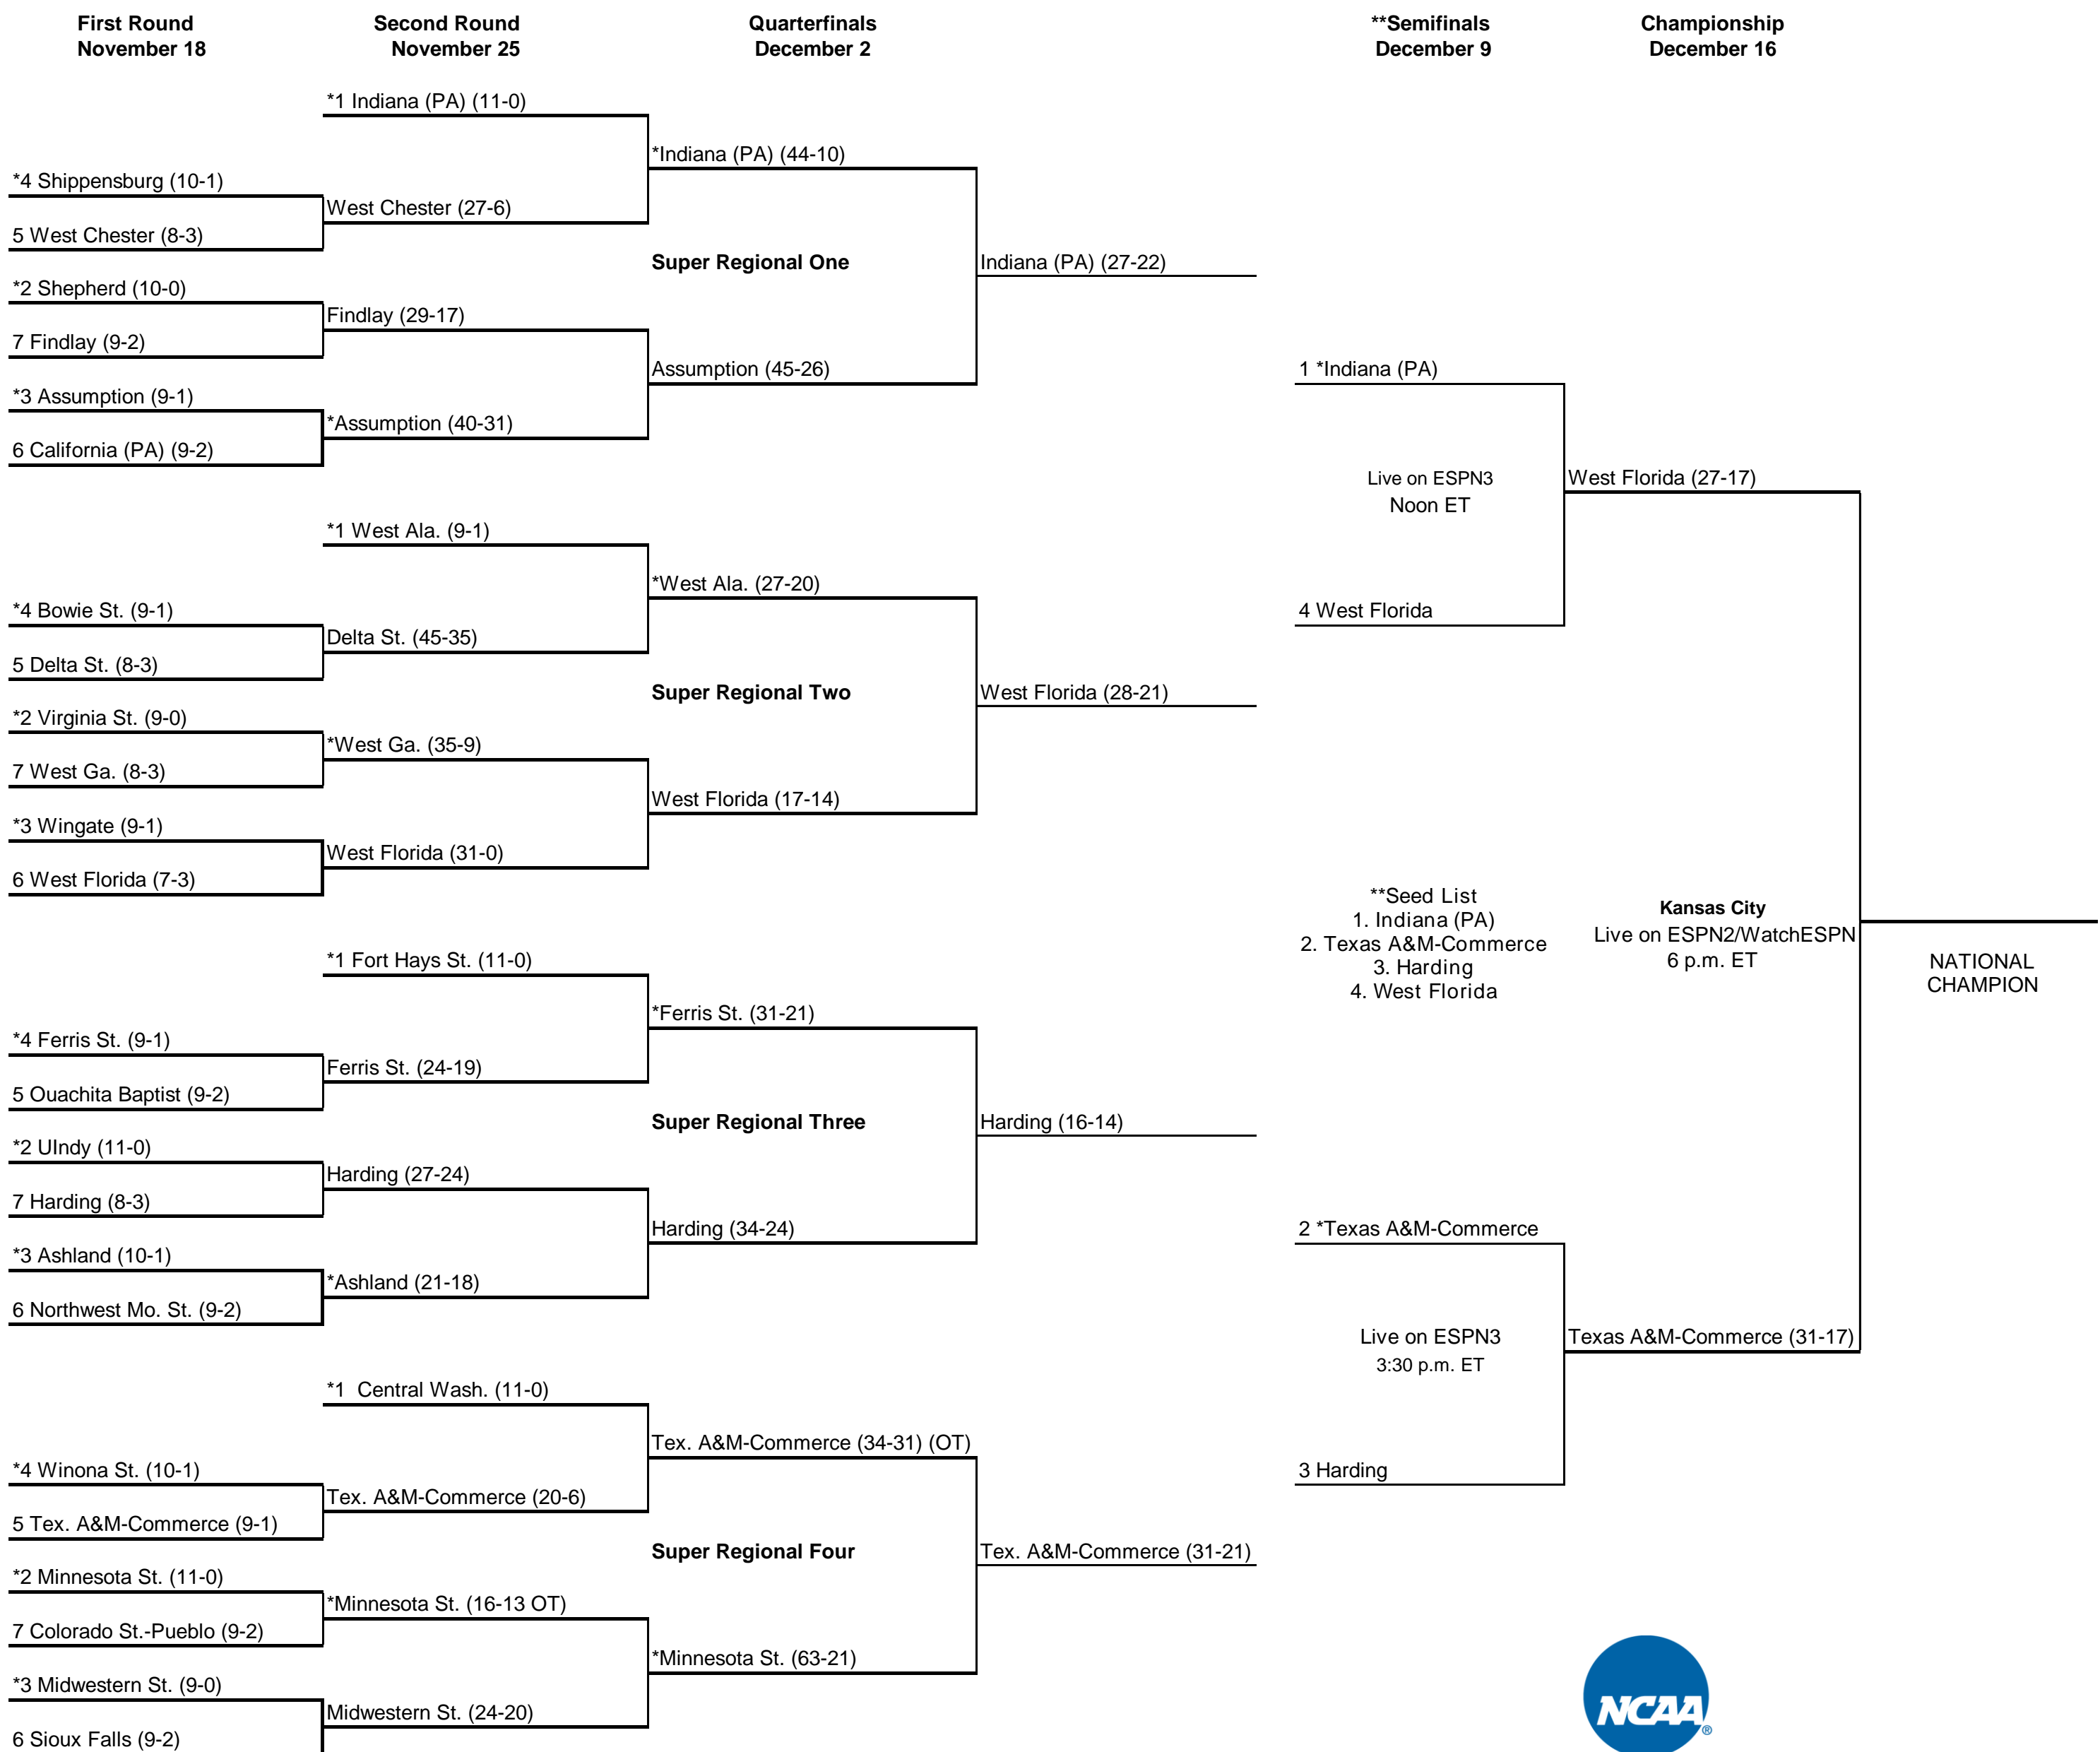 First Round
November 18
Second Round
November 25
Quarterfinals
December 2
**Semifinals
December 9
Championship
December 16
*1 Indiana (PA) (11-0)
*Indiana (PA) (44-10)
*4 Shippensburg (10-1)
West Chester (27-6)
5 West Chester (8-3)
Super Regional One
Indiana (PA) (27-22)
*2 Shepherd (10-0)
Findlay (29-17)
7 Findlay (9-2)
Assumption (45-26)
1 *Indiana (PA)
*3 Assumption (9-1)
*Assumption (40-31)
6 California (PA) (9-2)
Live on ESPN3
Noon ET
West Florida (27-17)
*1 West Ala. (9-1)
*West Ala. (27-20)
*4 Bowie St. (9-1)
4 West Florida
Delta St. (45-35)
5 Delta St. (8-3)
Super Regional Two
West Florida (28-21)
*2 Virginia St. (9-0)
*West Ga. (35-9)
7 West Ga. (8-3)
West Florida (17-14)
*3 Wingate (9-1)
West Florida (31-0)
6 West Florida (7-3)
**Seed List
1. Indiana (PA)
2. Texas A&M-Commerce
3. Harding
4. West Florida
Kansas City
Live on ESPN2/WatchESPN
6 p.m. ET
NATIONAL
CHAMPION
*1 Fort Hays St. (11-0)
*Ferris St. (31-21)
*4 Ferris St. (9-1)
Ferris St. (24-19)
5 Ouachita Baptist (9-2)
Super Regional Three
Harding (16-14)
*2 UIndy (11-0)
Harding (27-24)
7 Harding (8-3)
Harding (34-24)
2 *Texas A&M-Commerce
*3 Ashland (10-1)
*Ashland (21-18)
6 Northwest Mo. St. (9-2)
Live on ESPN3
3:30 p.m. ET
Texas A&M-Commerce (31-17)
*1  Central Wash. (11-0)
Tex. A&M-Commerce (34-31) (OT)
*4 Winona St. (10-1)
3 Harding
Tex. A&M-Commerce (20-6)
5 Tex. A&M-Commerce (9-1)
Super Regional Four
Tex. A&M-Commerce (31-21)
*2 Minnesota St. (11-0)
*Minnesota St. (16-13 OT)
7 Colorado St.-Pueblo (9-2)
*Minnesota St. (63-21)
*3 Midwestern St. (9-0)
Midwestern St. (24-20)
6 Sioux Falls (9-2)
NCAA®